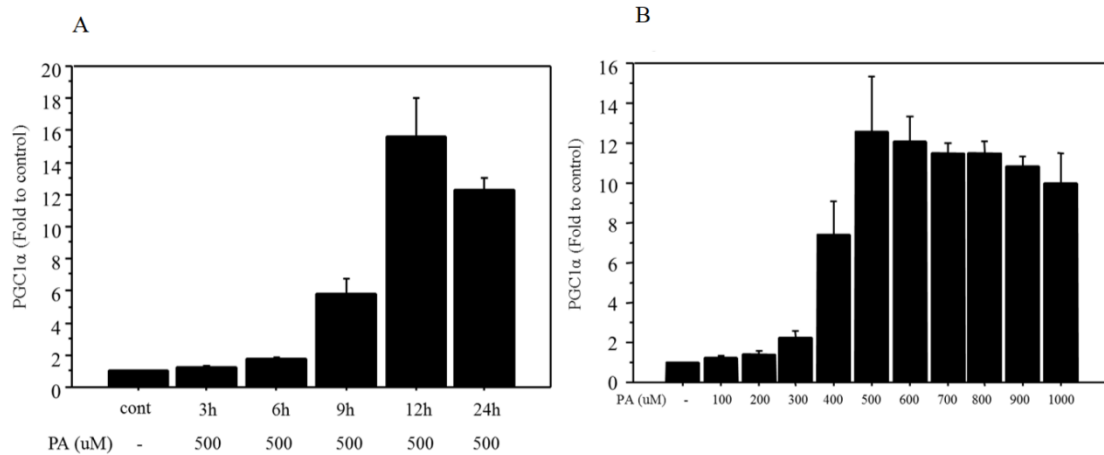 A
PGC1α (Fold to control)
20
18
16
14
12
10
8
6
4
2
0
cont 3h 6h 9h 12h 24h
PA (uM) - 500 500 500 500 500
B
PGC1α (Fold to control)
16
14
12
10
8
6
4
2
0
PA (uM) - 100 200 300 400 500 600 700 800 900 1000